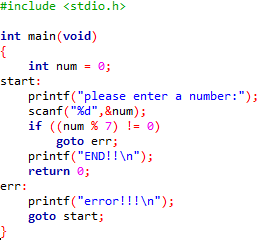 #include <stdio.h>
int main(void)
{
    int num = 0;
start:
    printf("please enter a number:");
    scanf("%d",&num);
    if ((num % 7) != 0)
        goto err;
    printf("END!!\n");
    return 0;
err:
    printf("error!!!\n");
    goto start;
}